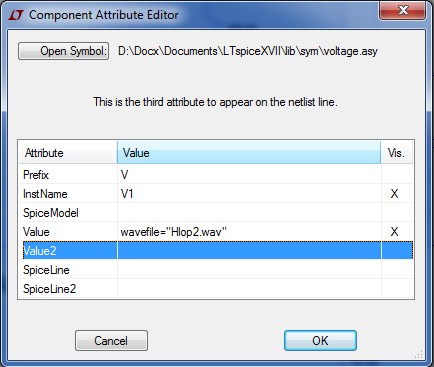 Component Attribute Editor
Open Symbol: D:\Docx\Documents\LTspiceXVII\lib\sym\voltage.asy
This is the third attribute to appear on the netlist line.
Attribute Value Vis.
Prefix V
InstName V1 X
SpiceModel
Value wavefile="Hlop2.wav" X
Value2
SpiceLine
SpiceLine2
Cancel OK